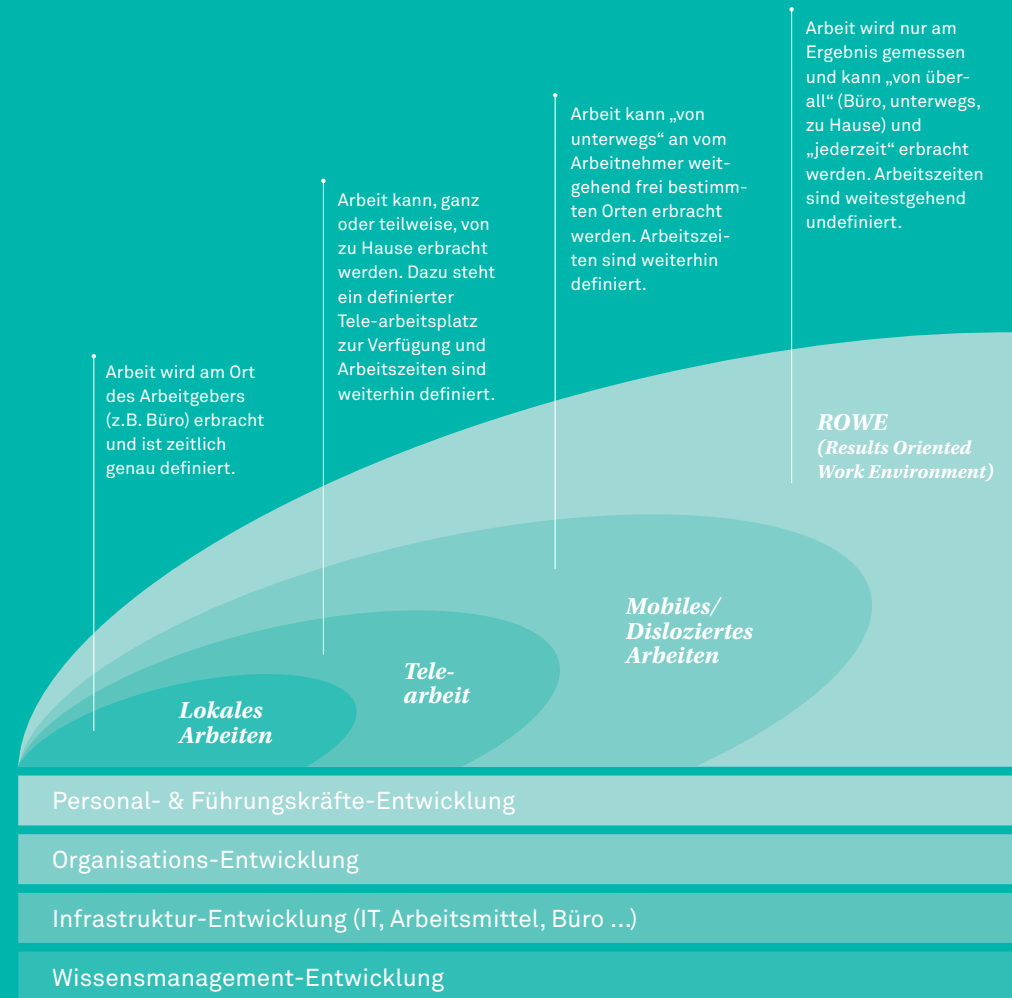 Arbeit wird nur am
Ergebnis gemessen
und kann „von über-
all“ (Büro, unterwegs,
zu Hause) und
„jederzeit“ erbracht
werden. Arbeitszeiten
sind weitestgehend
undefiniert.
Arbeit kann „von
unterwegs“ an vom
Arbeitnehmer weit-
gehend frei bestimm-
ten Orten erbracht
werden. Arbeitszei-
ten sind weiterhin
definiert.
Arbeit kann, ganz
oder teilweise, von
zu Hause erbracht
werden. Dazu steht
ein definierter
Tele-arbeitsplatz
zur Verfügung und
Arbeitszeiten sind
weiterhin definiert.
Arbeit wird am Ort
des Arbeitgebers
(z.B. Büro) erbracht
und ist zeitlich
genau definiert.
ROWE
(Results Oriented
Work Environment)
Mobiles/
Disloziertes
Arbeiten
Tele-
arbeit
Lokales
Arbeiten
Personal- & Führungskräfte-Entwicklung
Organisations-Entwicklung
Infrastruktur-Entwicklung (IT, Arbeitsmittel, Büro ...)
Wissensmanagement-Entwicklung